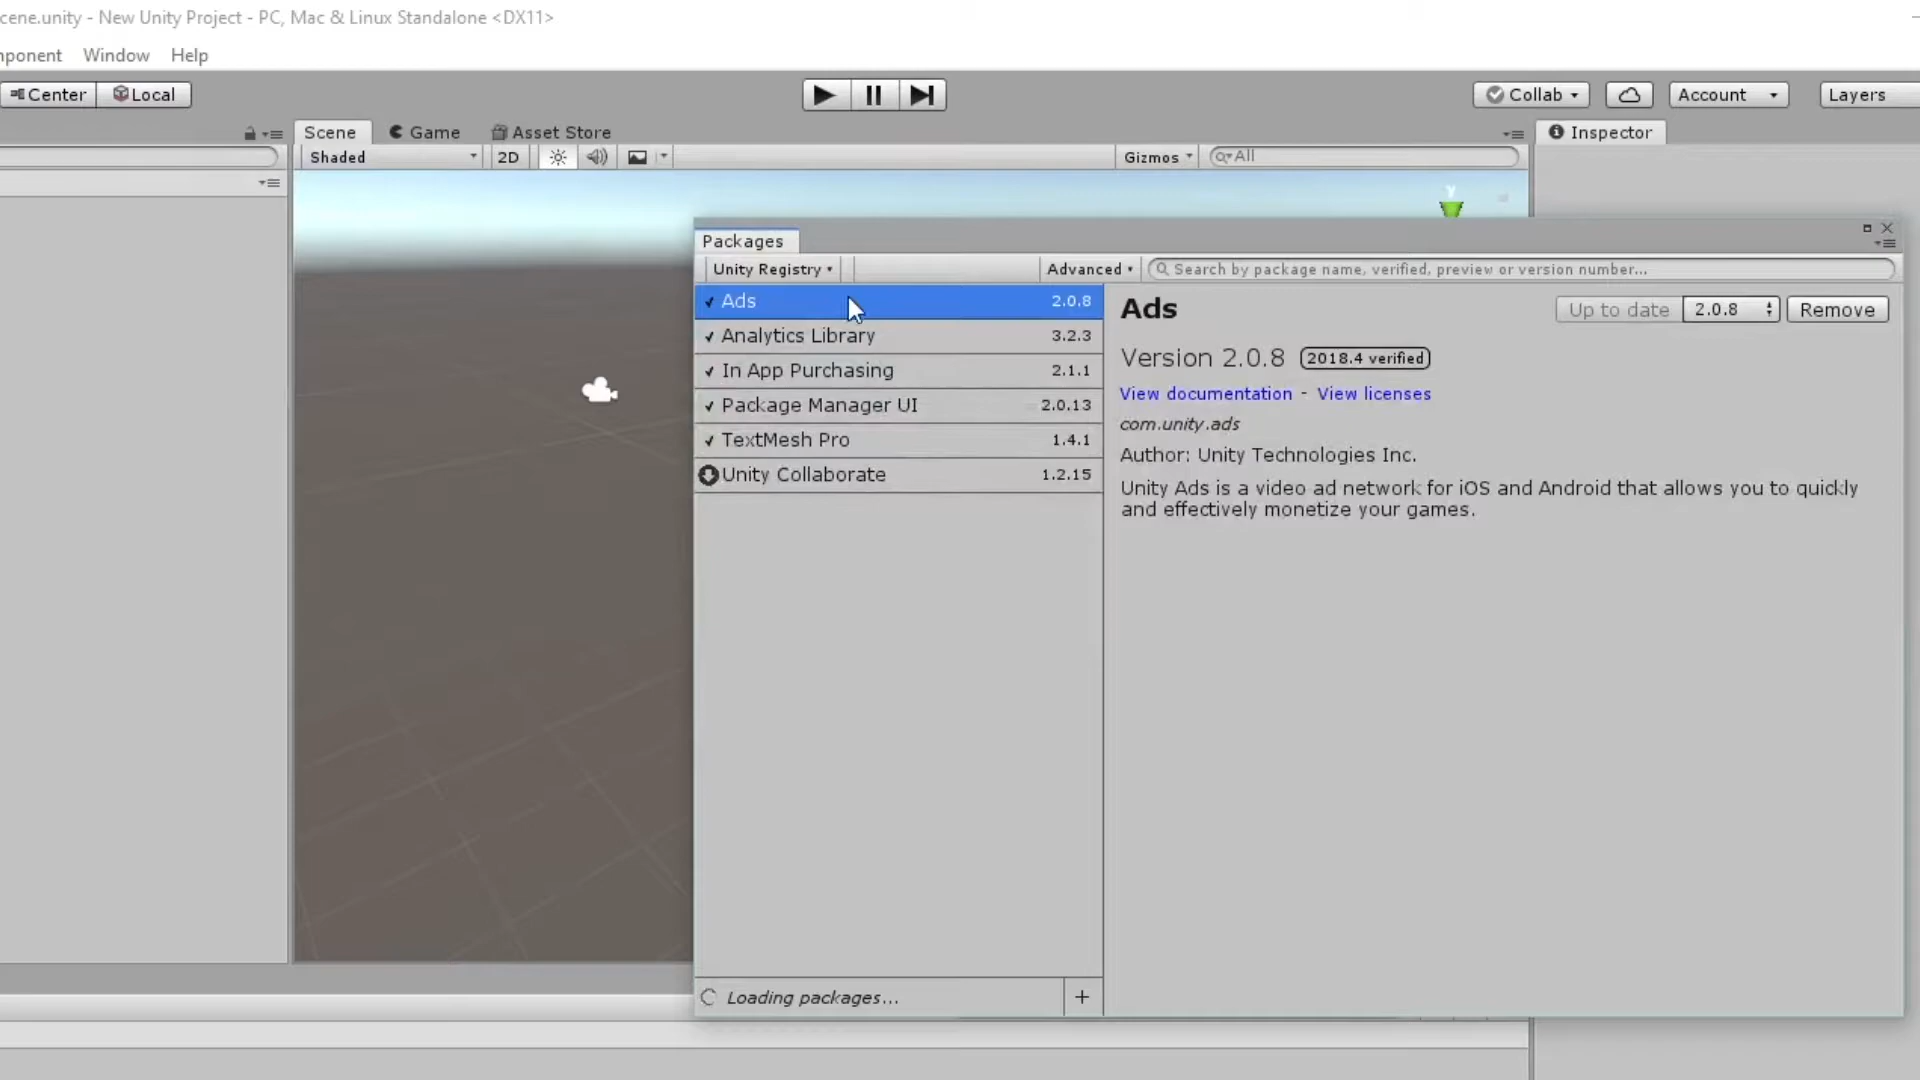 cene.unity - New Unity Project - PC, Mac & Linux Standalone <DX11>
nponent Window Help
Center Local Collab Account Layers
Scene Game Asset Store Inspector
Shaded 2D Gizmos All
y
Packages
Unity Registry Advanced Search by package name, verified, preview or version number...
Ads 2.0.8
Analytics Library 3.2.3
In App Purchasing 2.1.1
Package Manager UI 2.0.13
TextMesh Pro 1.4.1
Unity Collaborate 1.2.15
Loading packages... +
Ads Up to date 2.0.8 Remove
Version 2.0.8 2018.4 verified
View documentation - View licenses
com.unity.ads
Author: Unity Technologies Inc.
Unity Ads is a video ad network for iOS and Android that allows you to quickly
and effectively monetize your games.